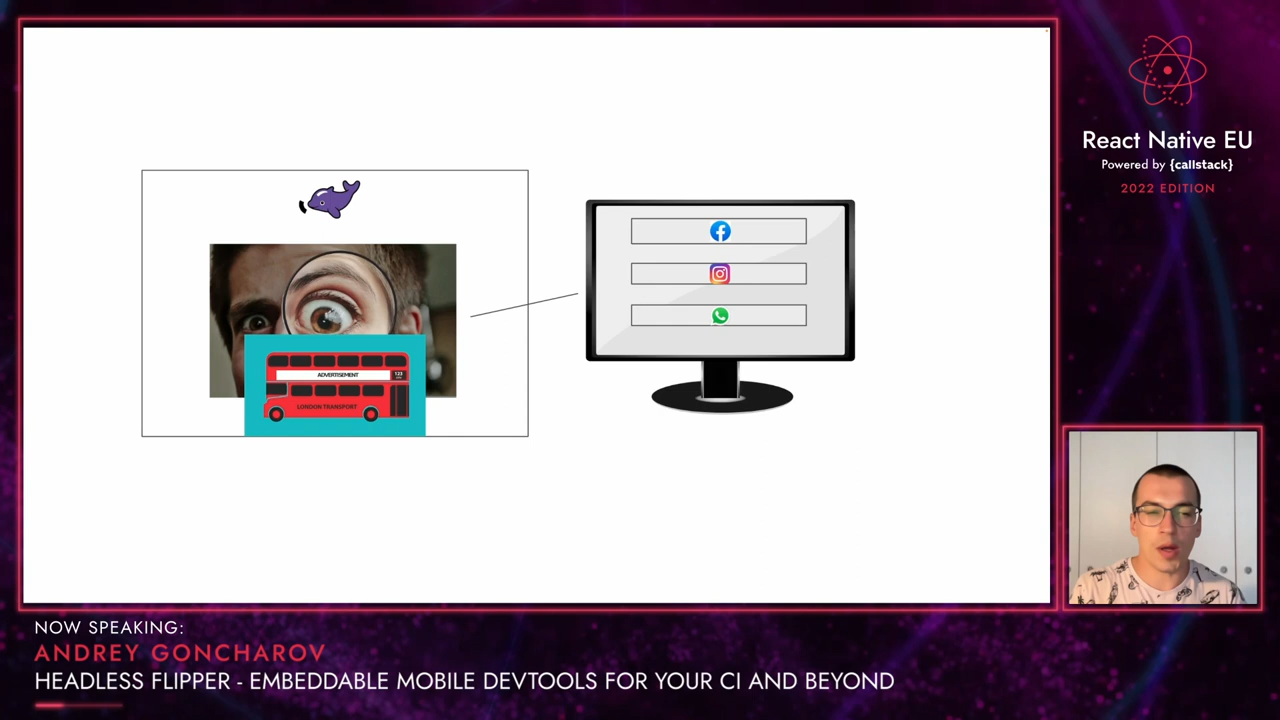 React Native EU
Powered by {callstack}
2022 EDITION
ADVERTISEMENT
123
LONDON TRANSPORT
NOW SPEAKING:
ANDREY GONCHAROV
HEADLESS FLIPPER - EMBEDDABLE MOBILE DEVTOOLS FOR YOUR CI AND BEYOND